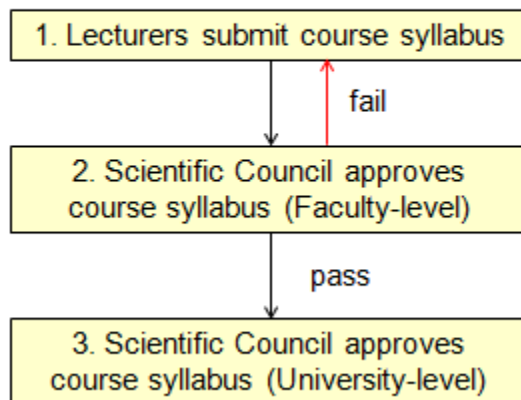 1. Lecturers submit course syllabus
fail
2. Scientific Council approves
course syllabus (Faculty-level)
pass
3. Scientific Council approves
course syllabus (University-level)